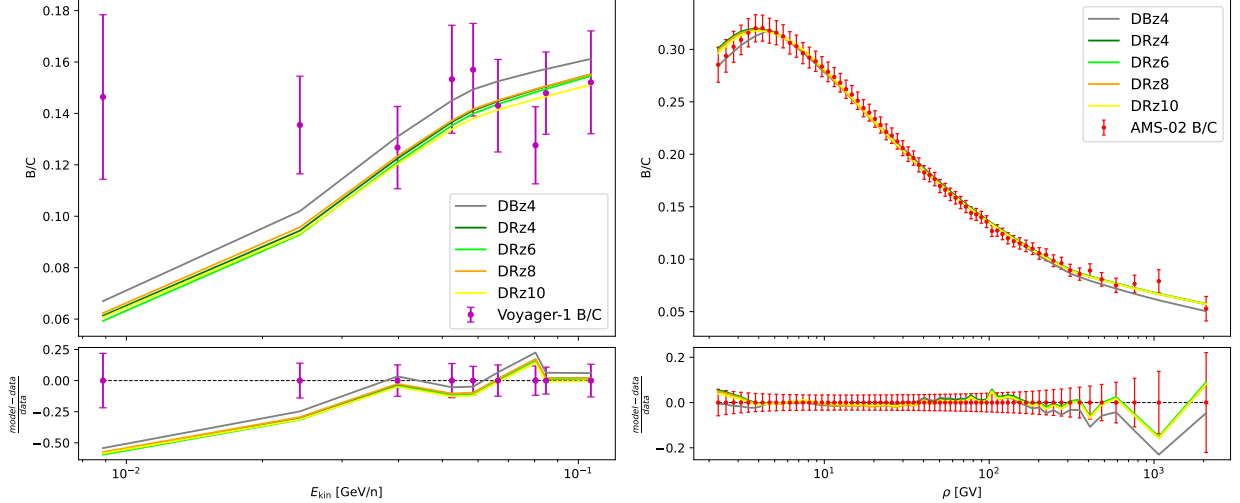 0.18
0.16
0.14
0.12
0.10
0.08
0.06
B/C
DBz4
DRz4
DRz6
DRz8
DRz10
Voyager-1 B/C
0.25
0.00
−0.25
−0.50
model−data
data
10⁻²
10⁻¹
E_kin [GeV/n]
0.30
0.25
0.20
0.15
0.10
0.05
B/C
DBz4
DRz4
DRz6
DRz8
DRz10
AMS-02 B/C
0.2
0.0
−0.2
model−data
data
10¹
10²
10³
ρ [GV]